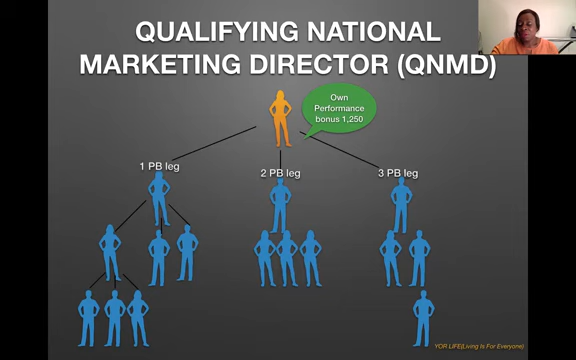 QUALIFYING NATIONAL
MARKETING DIRECTOR (QNMD)
Own
Performance
bonus 1,250
1 PB leg
2 PB leg
3 PB leg
YOR LIFE(Living Is For Everyone)